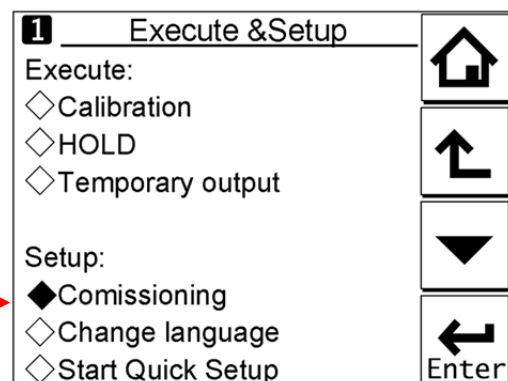 1 Execute &Setup
Execute:
Calibration
HOLD
Temporary output
Setup:
Comissioning
Change language
Start Quick Setup
Enter